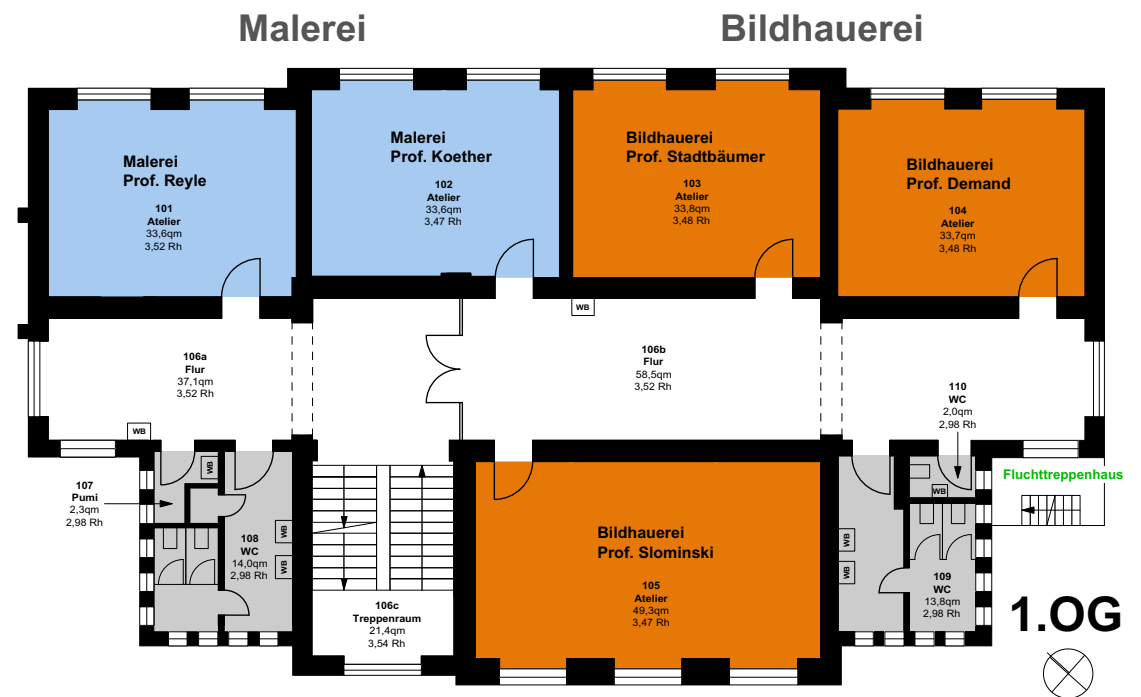 Malerei
Bildhauerei
Malerei
Prof. Reyle
101
Atelier
33,6qm
3,52 Rh
Malerei
Prof. Koether
102
Atelier
33,6qm
3,47 Rh
Bildhauerei
Prof. Stadtbäumer
103
Atelier
33,8qm
3,48 Rh
Bildhauerei
Prof. Demand
104
Atelier
33,7qm
3,48 Rh
WB
106a
Flur
37,1qm
3,52 Rh
106b
Flur
58,5qm
3,52 Rh
110
WC
2,0qm
2,98 Rh
WB
WB
107
Pumi
2,3qm
2,98 Rh
108
WC
14,0qm
2,98 Rh
WB
WB
106c
Treppenraum
21,4qm
3,54 Rh
Bildhauerei
Prof. Slominski
105
Atelier
49,3qm
3,47 Rh
WB
WB
WB
109
WC
13,8qm
2,98 Rh
Fluchttreppenhaus
1.OG